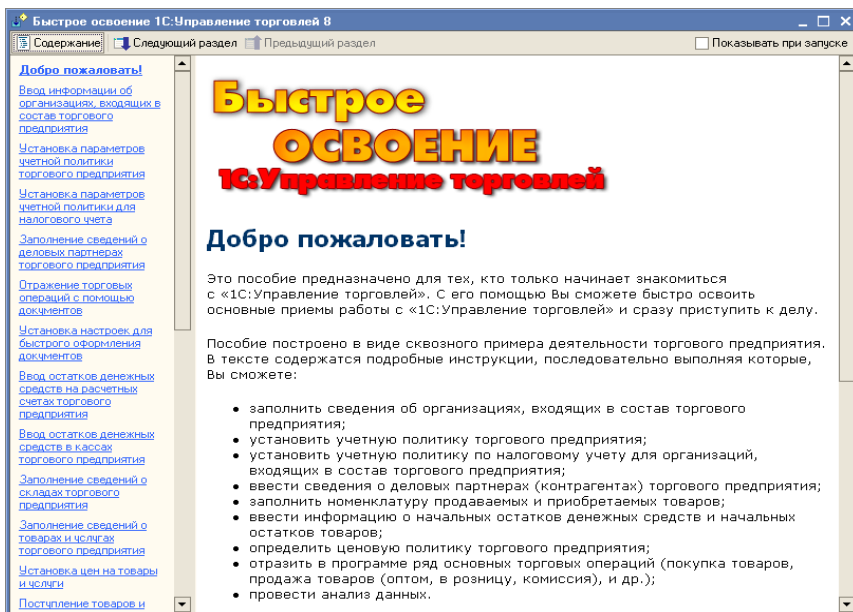 Быстрое освоение 1С:Управление торговлей 8
Содержание Следующий раздел Предыдущий раздел Показывать при запуске
Добро пожаловать!
Ввод информации об
организациях, входящих в
состав торгового
предприятия
Установка параметров
учетной политики
торгового предприятия
Установка параметров
учетной политики для
налогового учета
Заполнение сведений о
деловых партнерах
торгового предприятия
Отражение торговых
операций с помощью
документов
Установка настроек для
быстрого оформления
документов
Ввод остатков денежных
средств на расчетных
счетах торгового
предприятия
Ввод остатков денежных
средств в кассах
торгового предприятия
Заполнение сведений о
складах торгового
предприятия
Заполнение сведений о
товарах и услугах
торгового предприятия
Установка цен на товары
и услуги
Поступление товаров и
Быстрое
ОСВОЕНИЕ
1С:Управление торговлей
Добро пожаловать!
Это пособие предназначено для тех, кто только начинает знакомиться
с «1С:Управление торговлей». С его помощью Вы сможете быстро освоить
основные приемы работы с «1С:Управление торговлей» и сразу приступить к делу.
Пособие построено в виде сквозного примера деятельности торгового предприятия.
В тексте содержатся подробные инструкции, последовательно выполняя которые,
Вы сможете:
• заполнить сведения об организациях, входящих в состав торгового
предприятия;
• установить учетную политику торгового предприятия;
• установить учетную политику по налоговому учету для организаций,
входящих в состав торгового предприятия;
• ввести сведения о деловых партнерах (контрагентах) торгового предприятия;
• заполнить номенклатуру продаваемых и приобретаемых товаров;
• ввести информацию о начальных остатков денежных средств и начальных
остатков товаров;
• определить ценовую политику торгового предприятия;
• отразить в программе ряд основных торговых операций (покупка товаров,
продажа товаров (оптом, в розницу, комиссия), и др.);
• провести анализ данных.